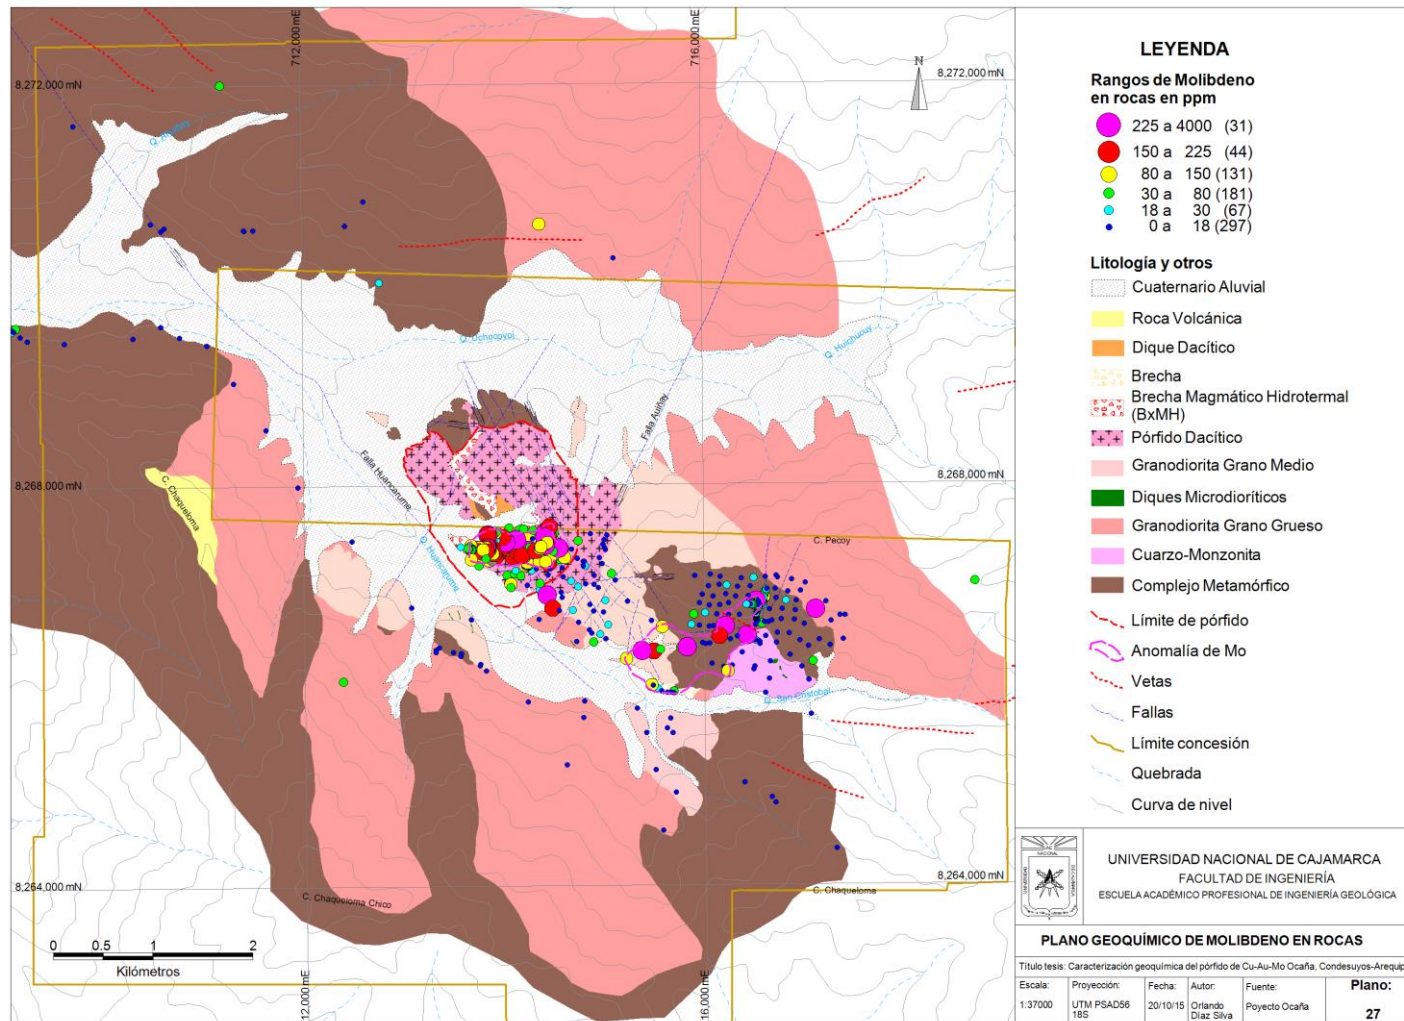 712,000 mE
716,000 mE
8,272,000 mN
8,272,000 mN
N
Q. Uchocoyoj
Q. Huichucuy
Falla Auliñay
Falla Huancarume
8,268,000 mN
8,268,000 mN
C. Chaqueloma
C. Pecoy
Q. Huancarume
Q. San Cristobal
8,264,000 mN
8,264,000 mN
C. Chaqueloma Chico
C. Chaqueloma
0 0.5 1 2
Kilómetros
12,000 mE
16,000 mE
LEYENDA
Rangos de Molibdeno
en rocas en ppm
225 a 4000 (31)
150 a 225 (44)
80 a 150 (131)
30 a 80 (181)
18 a 30 (67)
0 a 18 (297)
Litología y otros
Cuaternario Aluvial
Roca Volcánica
Dique Dacítico
Brecha
Brecha Magmático Hidrotermal
(BxMH)
Pórfido Dacítico
Granodiorita Grano Medio
Diques Microdioríticos
Granodiorita Grano Grueso
Cuarzo-Monzonita
Complejo Metamórfico
Límite de pórfido
Anomalía de Mo
Vetas
Fallas
Límite concesión
Quebrada
Curva de nivel
UNIVERSIDAD NACIONAL DE CAJAMARCA
FACULTAD DE INGENIERÍA
ESCUELA ACADÉMICO PROFESIONAL DE INGENIERÍA GEOLÓGICA
PLANO GEOQUÍMICO DE MOLIBDENO EN ROCAS
Título tesis: Caracterización geoquímica del pórfido de Cu-Au-Mo Ocaña, Condesuyos-Arequip
Escala: Proyección: Fecha: Autor: Fuente: Plano:
1:37000 UTM PSAD56 20/10/15 Orlando Poyecto Ocaña 27
18S Díaz Silva